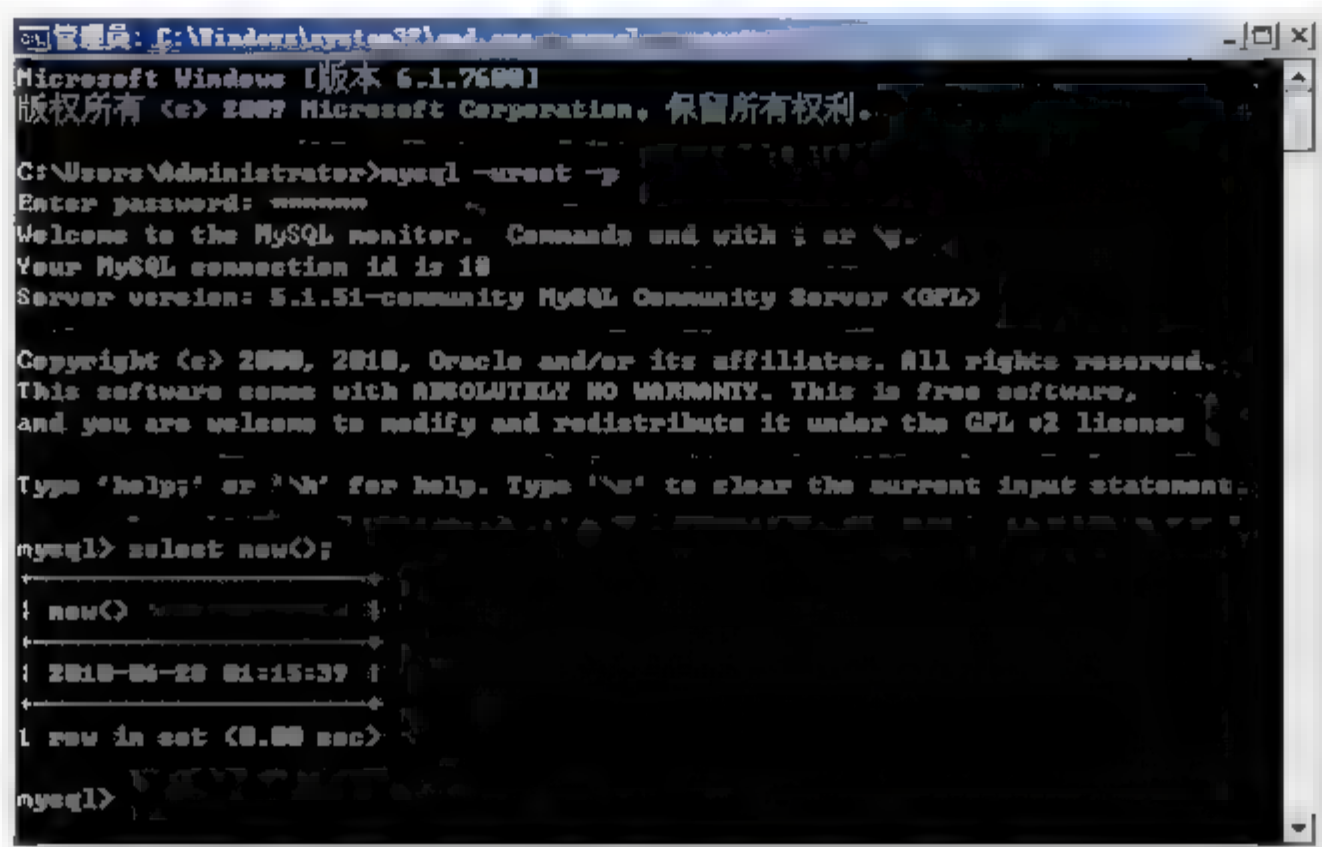 管理员: C:\Windows\system32\cmd.exe
Microsoft Windows [版本 6.1.7600]
版权所有 (c) 2009 Microsoft Corporation。保留所有权利。
C:\Users\Administrator>mysql -uroot -p
Enter password: ******
Welcome to the MySQL monitor.  Commands end with ; or \g.
Your MySQL connection id is 10
Server version: 5.1.51-community MySQL Community Server (GPL)
Copyright (c) 2000, 2010, Oracle and/or its affiliates. All rights reserved.
This software comes with ABSOLUTELY NO WARRANTY. This is free software,
and you are welcome to modify and redistribute it under the GPL v2 license
Type 'help;' or '\h' for help. Type '\c' to clear the current input statement.
mysql> select now();
+---------------------+
| now()               |
+---------------------+
| 2010-06-28 01:15:39 |
+---------------------+
1 row in set (0.00 sec)
mysql>